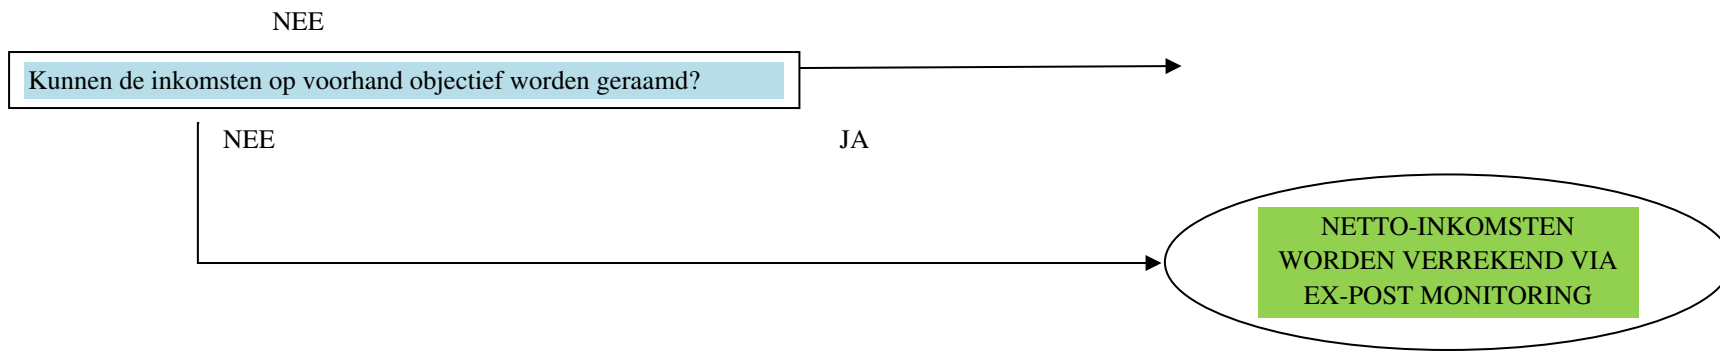 NEE
Kunnen de inkomsten op voorhand objectief worden geraamd?
NEE
JA
NETTO-INKOMSTEN
WORDEN VERREKEND VIA
EX-POST MONITORING